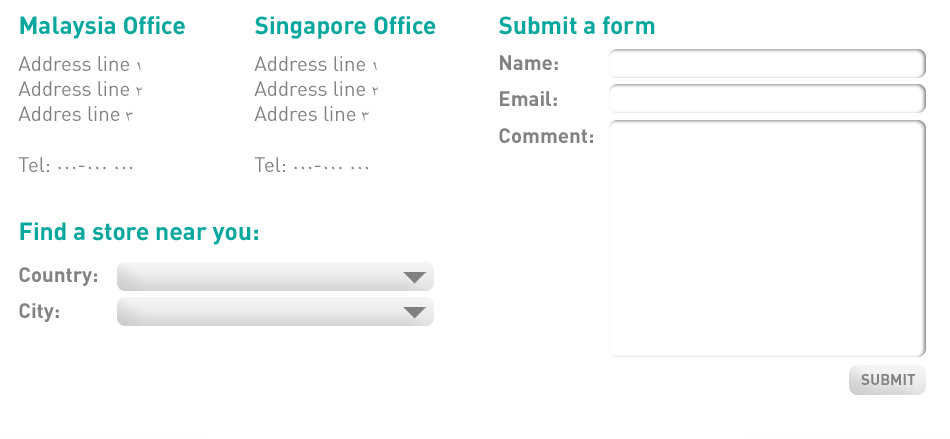 Malaysia Office
Address line ١
Address line ٢
Addres line ٣
Tel: ٠٠٠-٠٠٠ ٠٠٠
Singapore Office
Address line ١
Address line ٢
Addres line ٣
Tel: ٠٠٠-٠٠٠ ٠٠٠
Find a store near you:
Country:
City:
Submit a form
Name:
Email:
Comment:
SUBMIT